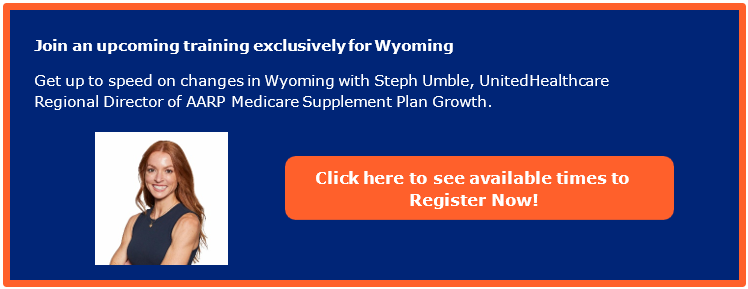 Join an upcoming training exclusively for Wyoming
Get up to speed on changes in Wyoming with Steph Umble, UnitedHealthcare
Regional Director of AARP Medicare Supplement Plan Growth.
Click here to see available times to
Register Now!